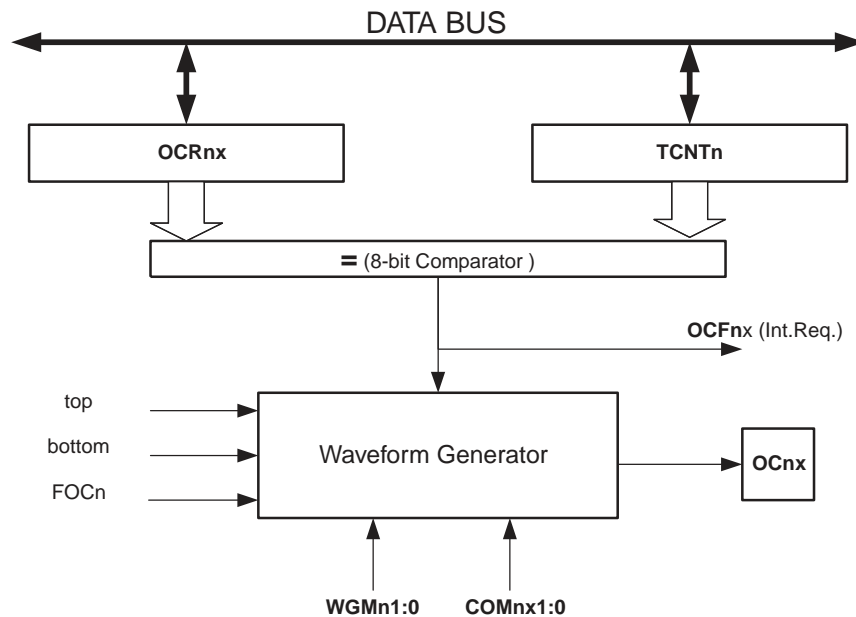 DATA BUS
OCRnx
TCNTn
= (8-bit Comparator )
OCFnx (Int.Req.)
top
bottom
FOCn
Waveform Generator
OCnx
WGMn1:0
COMnx1:0